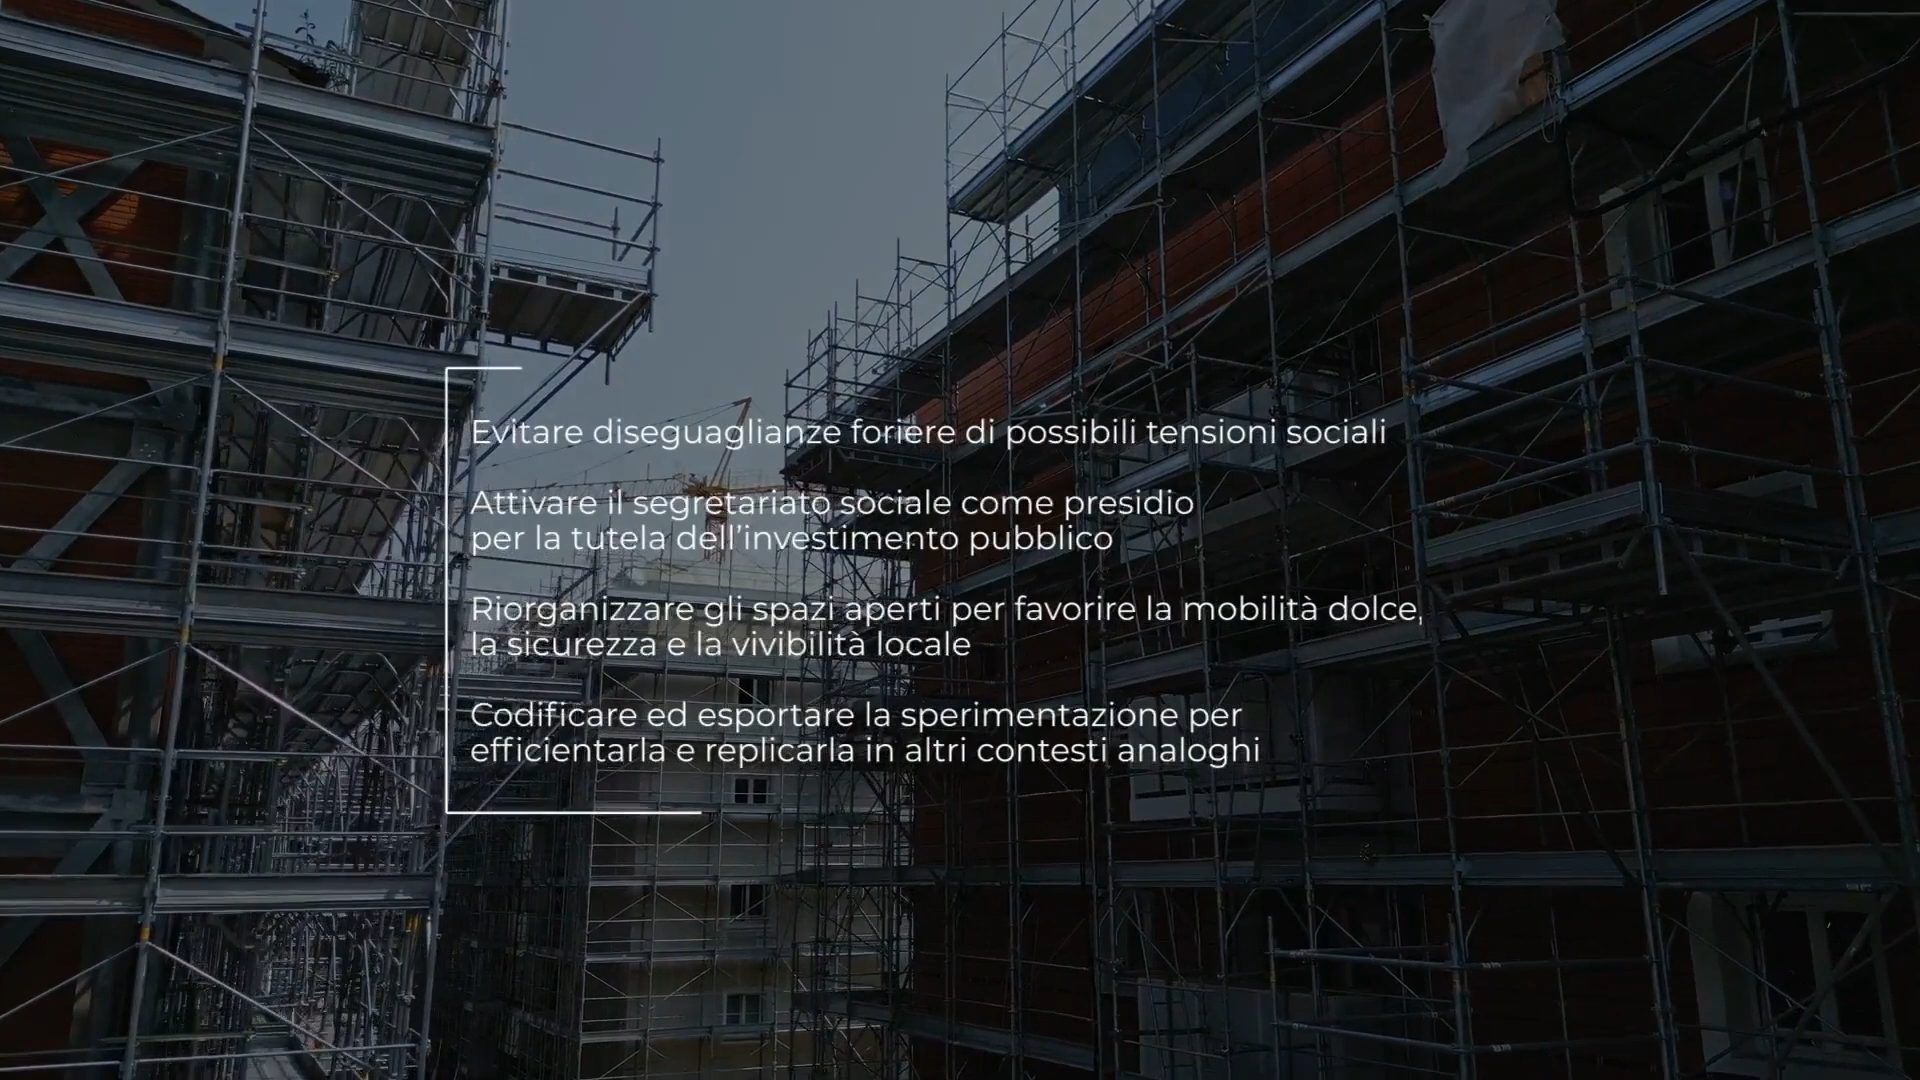 Evitare diseguaglianze foriere di possibili tensioni sociali
Attivare il segretariato sociale come presidio
per la tutela dell’investimento pubblico
Riorganizzare gli spazi aperti per favorire la mobilità dolce,
la sicurezza e la vivibilità locale
Codificare ed esportare la sperimentazione per
efficientarla e replicarla in altri contesti analoghi